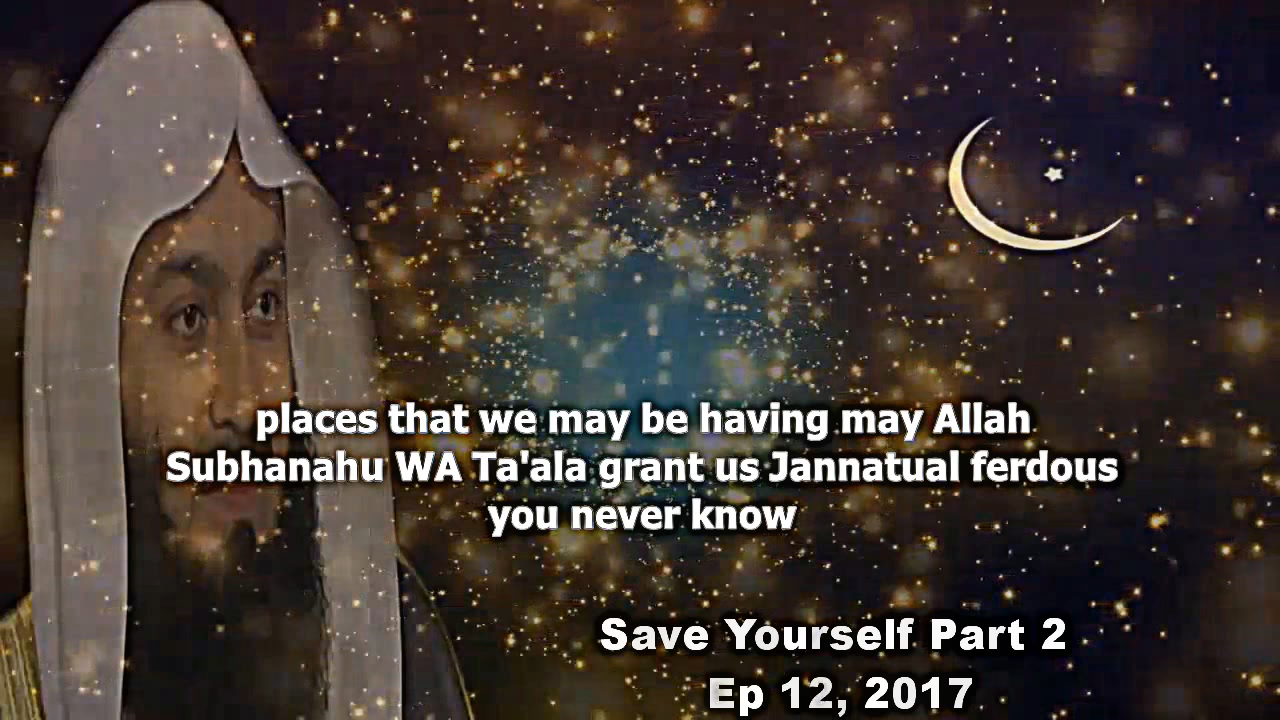 places that we may be having may Allah
Subhanahu WA Ta'ala grant us Jannatual ferdous
you never know
Save Yourself Part 2
Ep 12, 2017